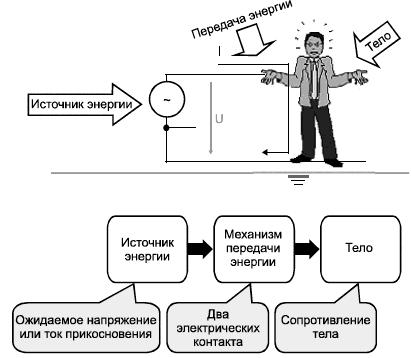 Передача энергии
Тело
Источник энергии
~
U
Источник
энергии
Механизм
передачи
энергии
Тело
Ожидаемое напряжение
или ток прикосновения
Два
электрических
контакта
Сопротивление
тела